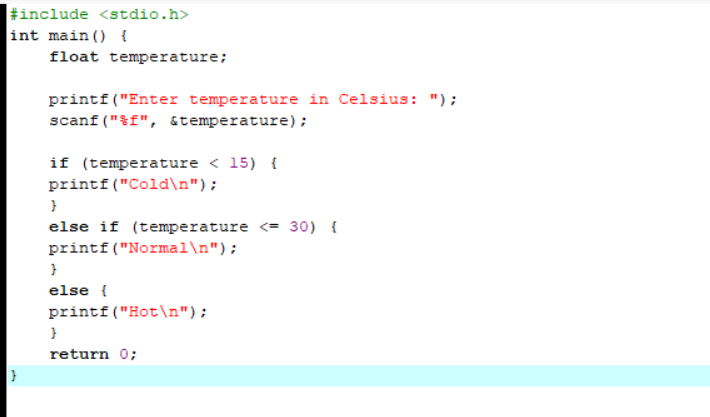 #include <stdio.h>
int main() {
    float temperature;

    printf("Enter temperature in Celsius: ");
    scanf("%f", &temperature);

    if (temperature < 15) {
    printf("Cold\n");
    }
    else if (temperature <= 30) {
    printf("Normal\n");
    }
    else {
    printf("Hot\n");
    }
    return 0;
}